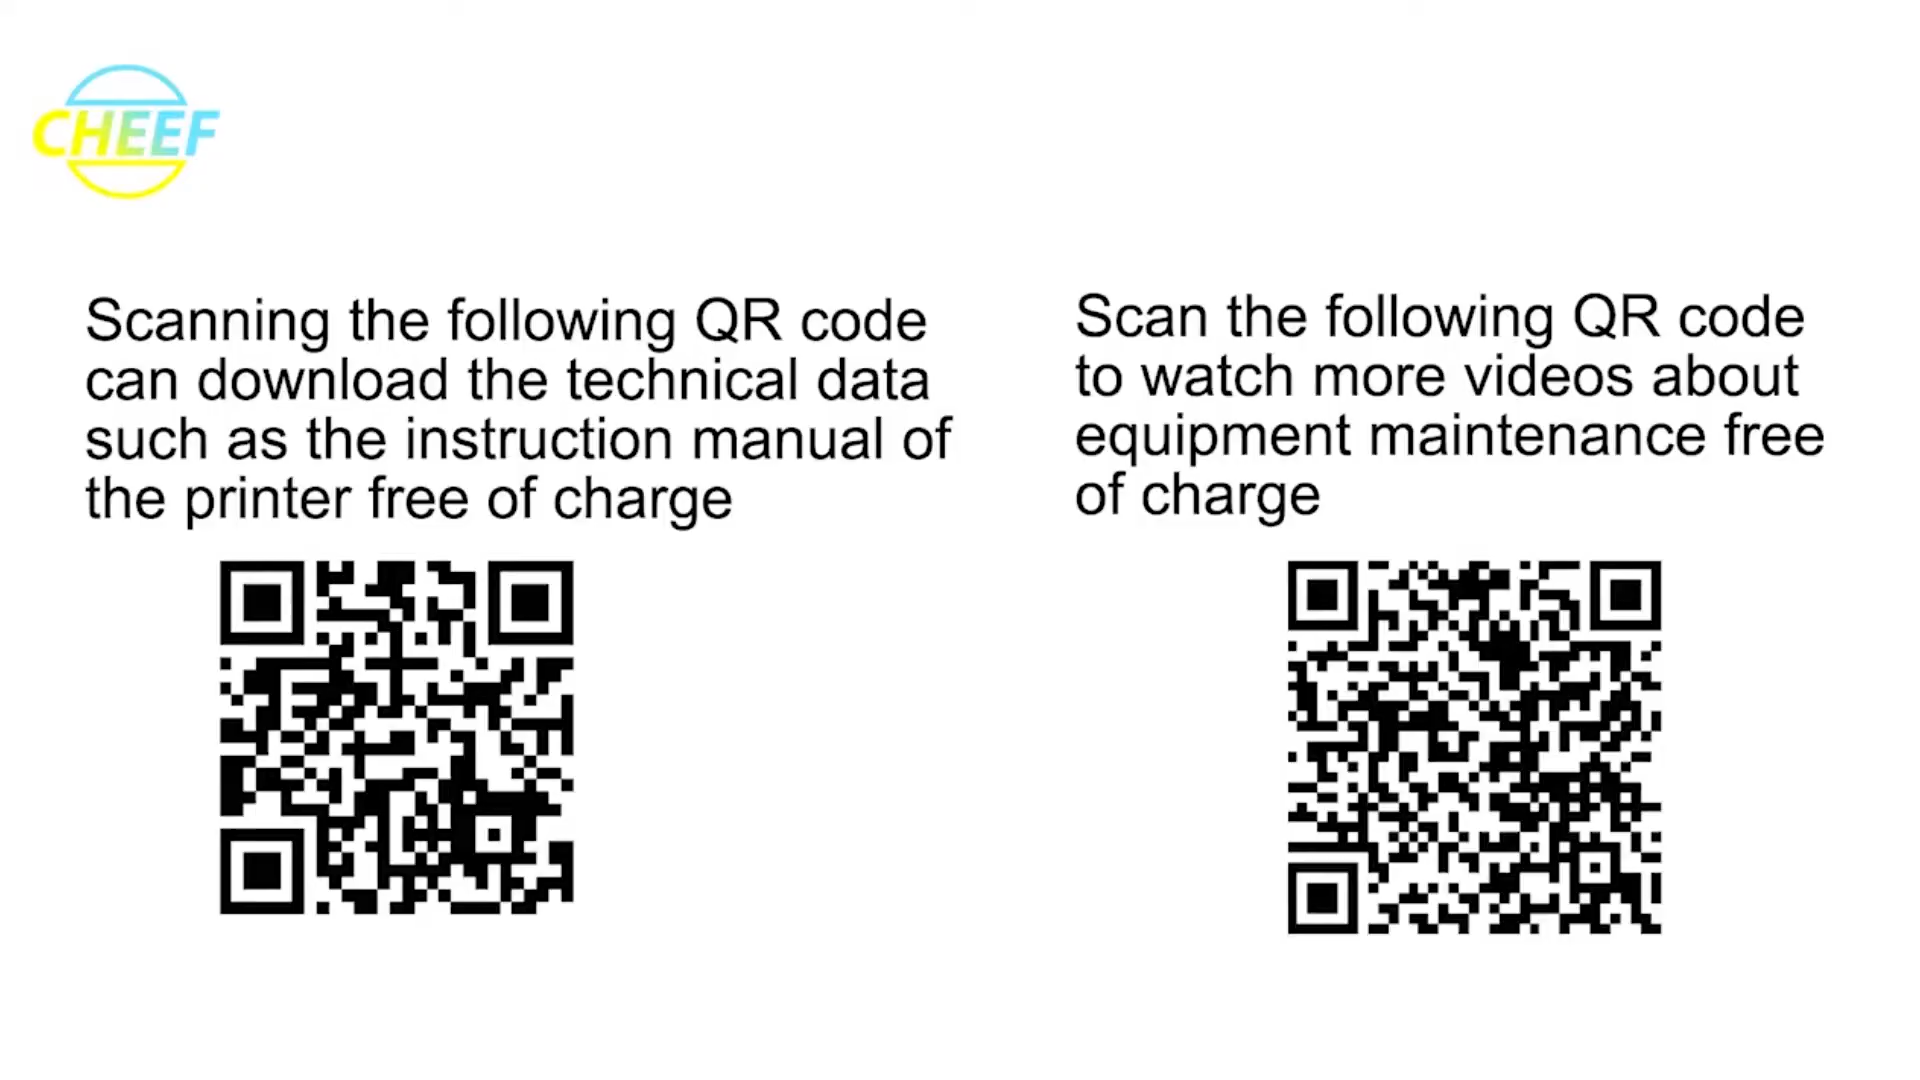 CHEEF
Scanning the following QR code
can download the technical data
such as the instruction manual of
the printer free of charge
Scan the following QR code
to watch more videos about
equipment maintenance free
of charge